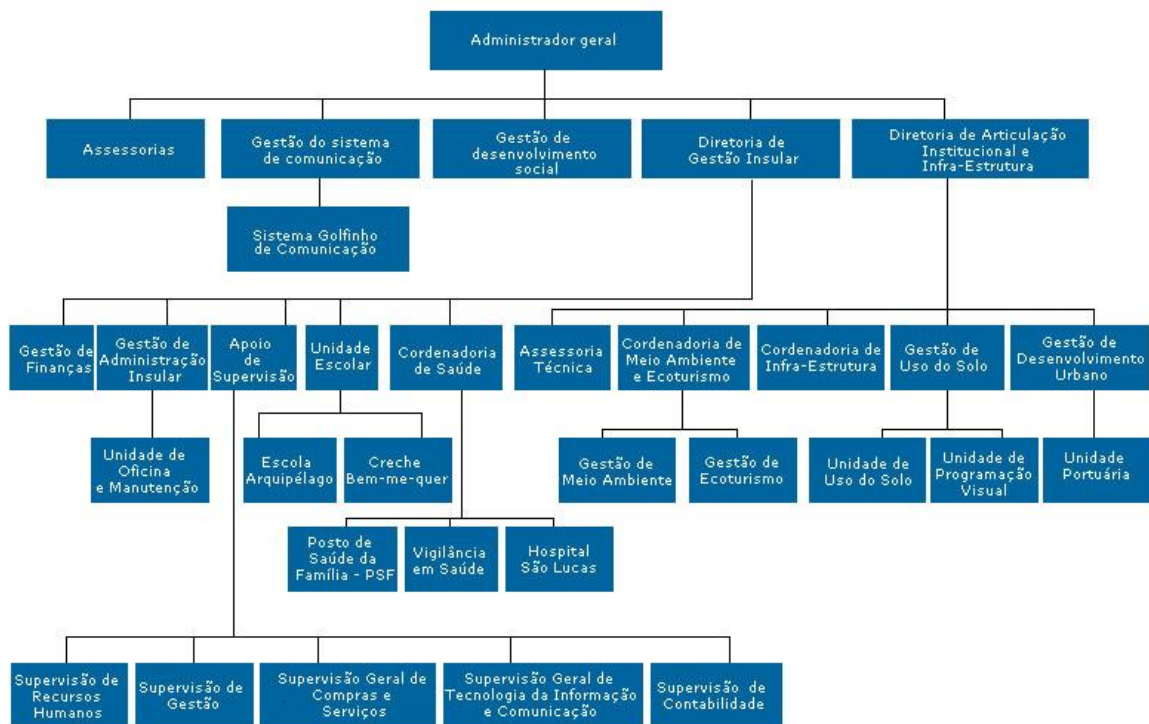 Administrador geral
Assessorias
Gestão do sistema
de comunicação
Gestão de
desenvolvimento
social
Diretoria de
Gestão Insular
Diretoria de Articulação
Institucional e
Infra-Estrutura
Sistema Golfinho
de Comunicação
Gestão de
Finanças
Gestão de
Administração
Insular
Apoio
de
Supervisão
Unidade
Escolar
Cordenadoria
de Saúde
Assessoria
Técnica
Cordenadoria de
Meio Ambiente
e Ecoturismo
Cordenadoria de
Infra-Estrutura
Gestão de
Uso do Solo
Gestão de
Desenvolvimento
Urbano
Unidade de
Oficina
e Manutenção
Escola
Arquipélago
Creche
Bem-me-quer
Gestão de
Meio Ambiente
Gestão de
Ecoturismo
Unidade de
Uso do Solo
Unidade de
Programação
Visual
Unidade
Portuária
Posto de
Saúde da
Família - PSF
Vigilância
em Saúde
Hospital
São Lucas
Supervisão de
Recursos
Humanos
Supervisão de
Gestão
Supervisão Geral de
Compras e
Serviços
Supervisão Geral de
Tecnologia da Informação
e Comunicação
Supervisão de
Contabilidade